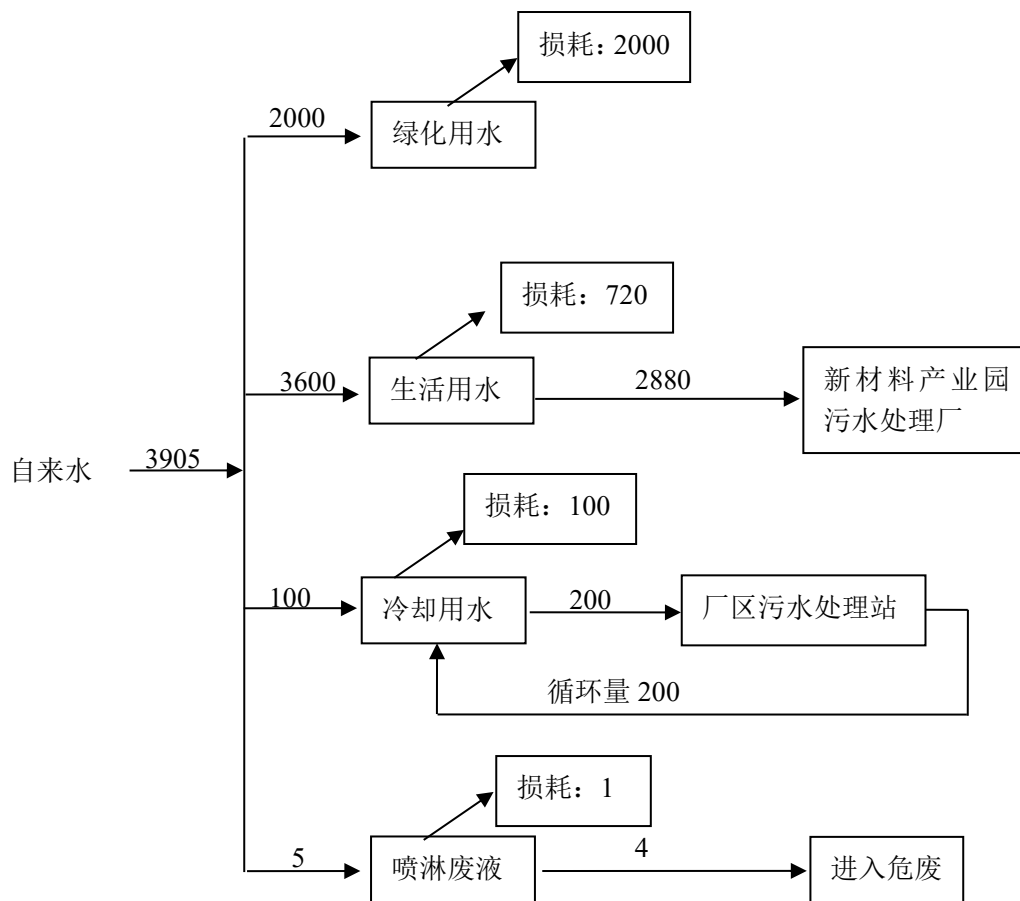 损耗：2000
2000
绿化用水
损耗：720
3600
生活用水
2880
新材料产业园
污水处理厂
自来水
3905
损耗：100
100
冷却用水
200
厂区污水处理站
循环量 200
损耗：1
5
喷淋废液
4
进入危废